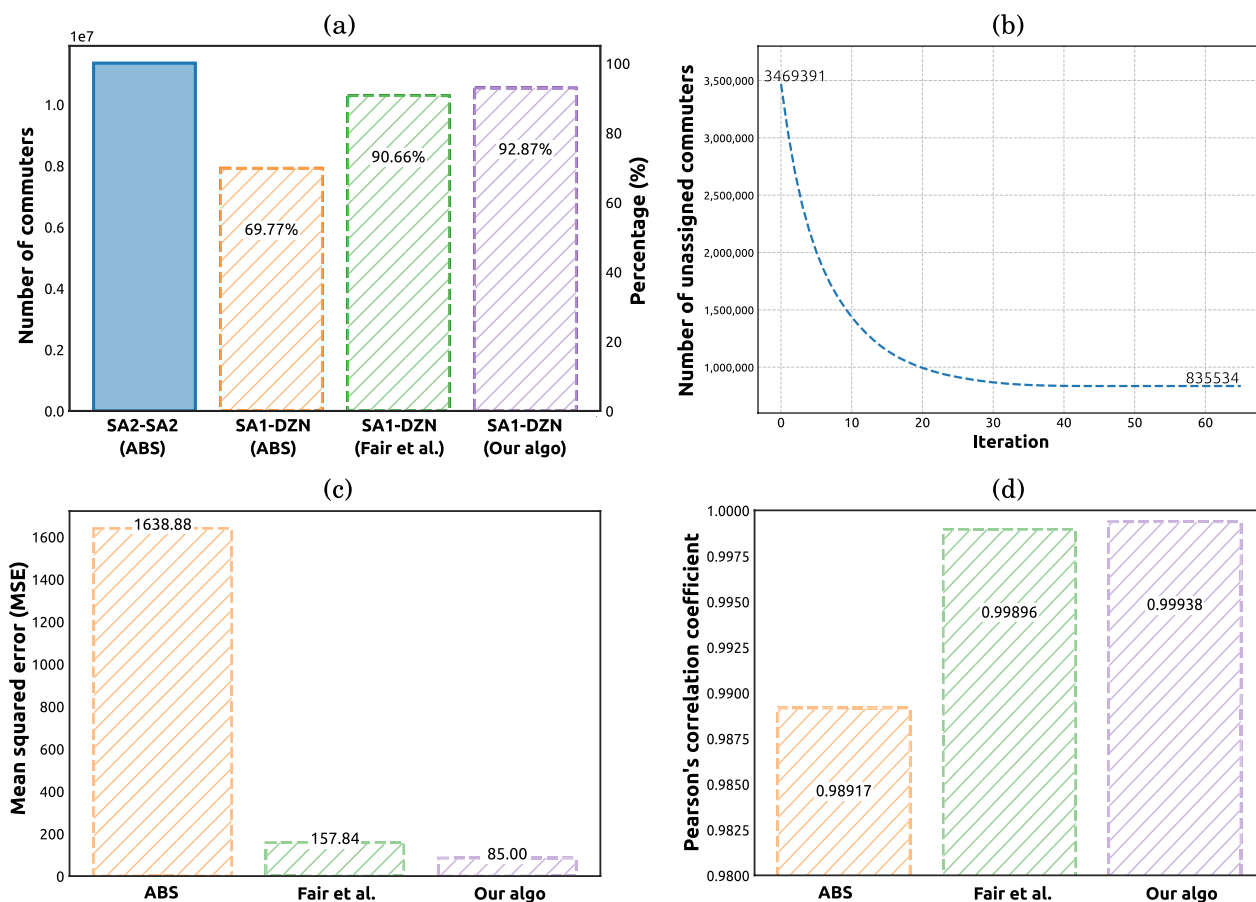 (a)
1e7
Number of commuters
1.0
0.8
0.6
0.4
0.2
0.0
69.77%
90.66%
92.87%
100
80
60
40
20
0
Percentage (%)
SA2-SA2
(ABS)
SA1-DZN
(ABS)
SA1-DZN
(Fair et al.)
SA1-DZN
(Our algo)
(b)
Number of unassigned commuters
3,500,000
3,000,000
2,500,000
2,000,000
1,500,000
1,000,000
3469391
835534
0
10
20
30
40
50
60
Iteration
(c)
Mean squared error (MSE)
1600
1400
1200
1000
800
600
400
200
0
1638.88
157.84
85.00
ABS
Fair et al.
Our algo
(d)
Pearson's correlation coefficient
1.0000
0.9975
0.9950
0.9925
0.9900
0.9875
0.9850
0.9825
0.9800
0.98917
0.99896
0.99938
ABS
Fair et al.
Our algo